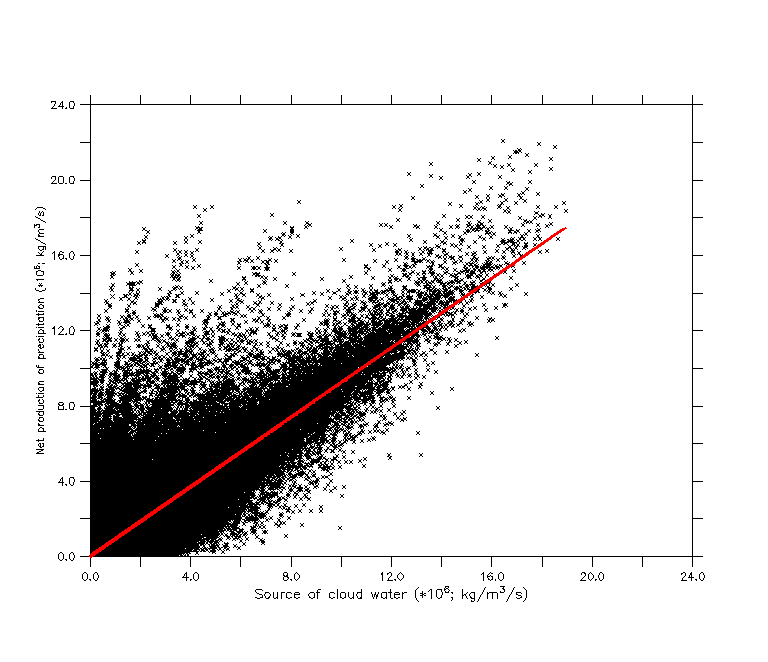 24.0
20.0
16.0
12.0
8.0
4.0
0.0
Net production of precipitation (*10⁶; kg/m³/s)
0.0 4.0 8.0 12.0 16.0 20.0 24.0
Source of cloud water (*10⁶; kg/m³/s)